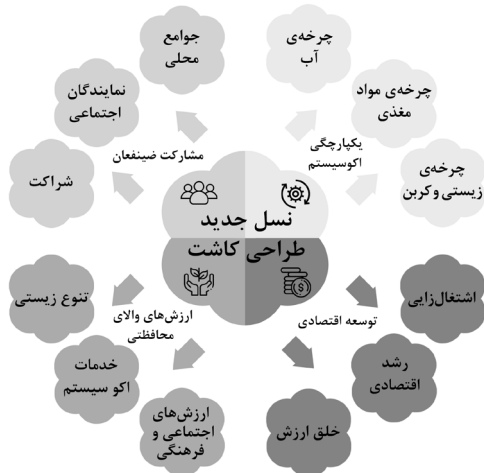 نسل جدید
طراحی کاشت
یکپارچگی
اکوسیستم
چرخه‌ی
آب
چرخه‌ی مواد
مغذی
چرخه‌ی
زیستی وکربن
توسعه اقتصادی
اشتغال‌زایی
رشد
اقتصادی
خلق ارزش
ارزش‌های والای
محافظتی
ارزش‌های
اجتماعی و
فرهنگی
خدمات
اکو سیستم
تنوع زیستی
مشارکت ضینفعان
شراکت
نمایندگان
اجتماعی
جوامع
محلی